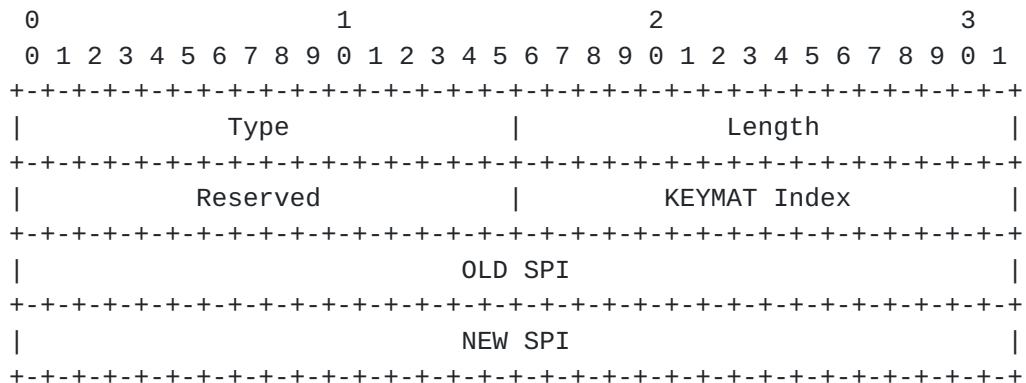 0                   1                   2                   3
0 1 2 3 4 5 6 7 8 9 0 1 2 3 4 5 6 7 8 9 0 1 2 3 4 5 6 7 8 9 0 1
+-+-+-+-+-+-+-+-+-+-+-+-+-+-+-+-+-+-+-+-+-+-+-+-+-+-+-+-+-+-+-+-+
|             Type              |             Length            |
+-+-+-+-+-+-+-+-+-+-+-+-+-+-+-+-+-+-+-+-+-+-+-+-+-+-+-+-+-+-+-+-+
|           Reserved            |         KEYMAT Index          |
+-+-+-+-+-+-+-+-+-+-+-+-+-+-+-+-+-+-+-+-+-+-+-+-+-+-+-+-+-+-+-+-+
|                            OLD SPI                            |
+-+-+-+-+-+-+-+-+-+-+-+-+-+-+-+-+-+-+-+-+-+-+-+-+-+-+-+-+-+-+-+-+
|                            NEW SPI                            |
+-+-+-+-+-+-+-+-+-+-+-+-+-+-+-+-+-+-+-+-+-+-+-+-+-+-+-+-+-+-+-+-+